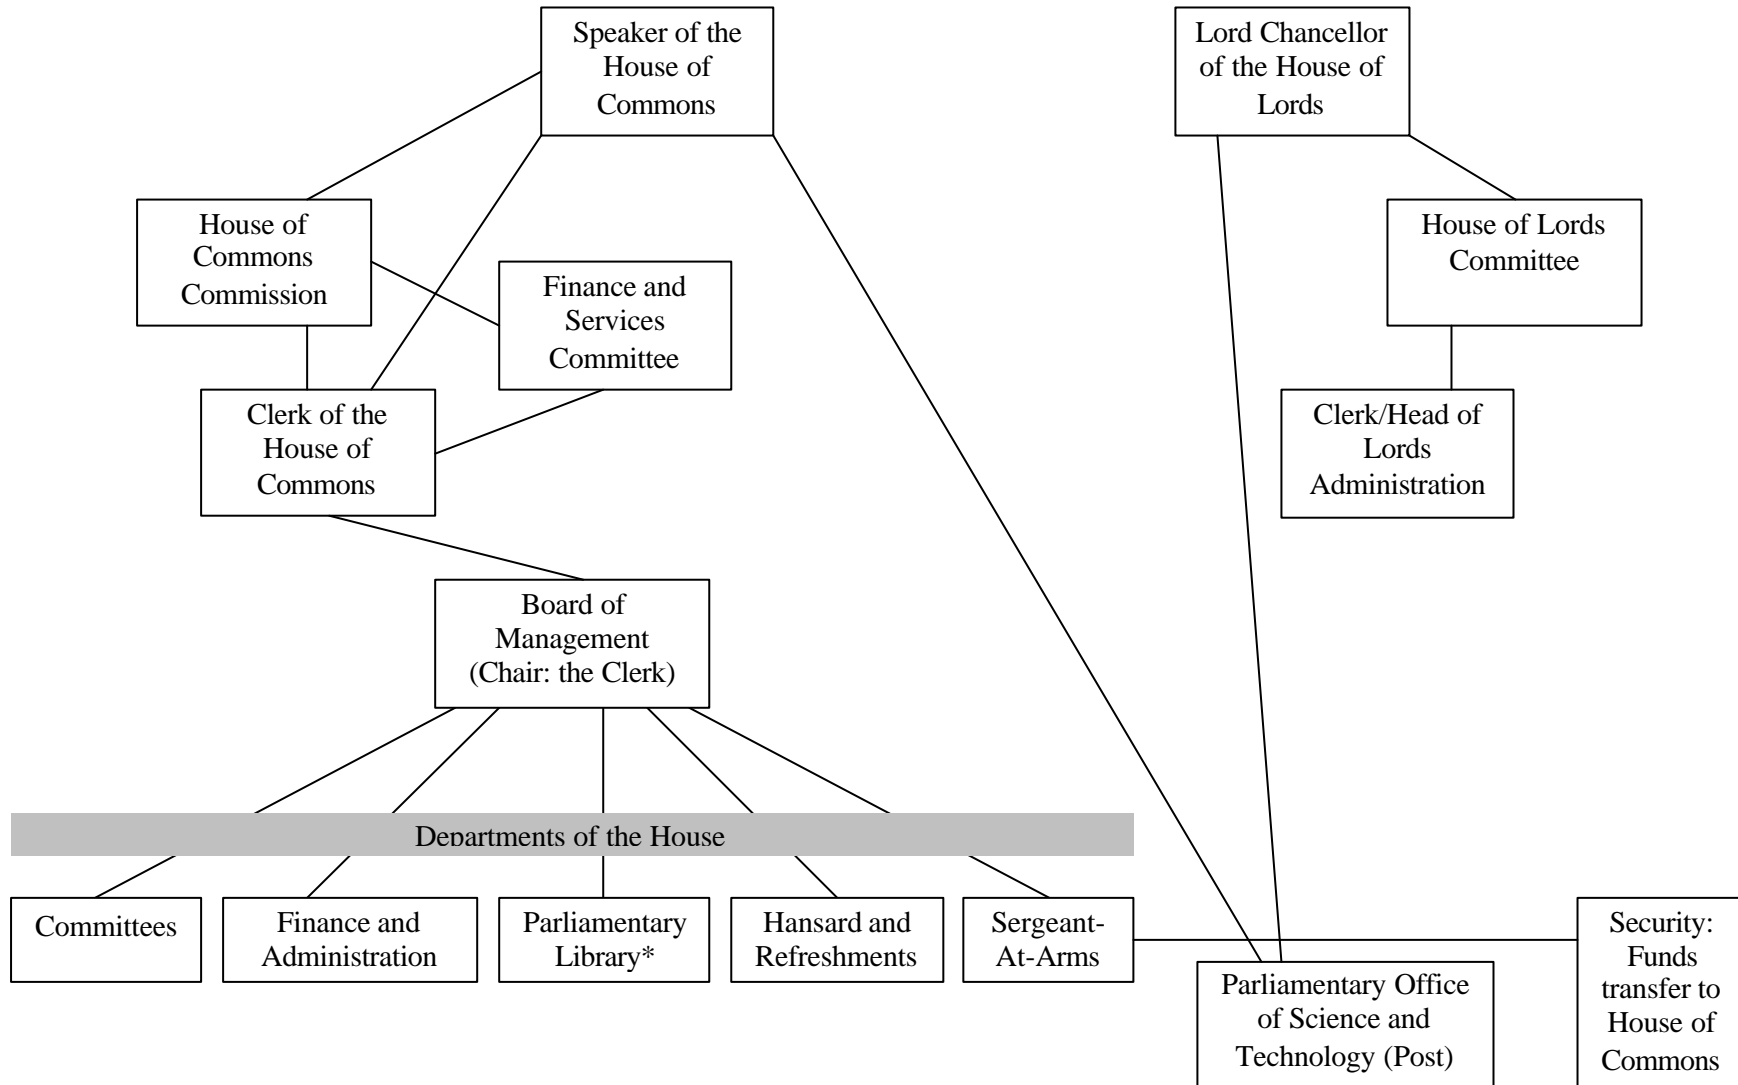 Speaker of the
House of
Commons
Lord Chancellor
of the House of
Lords
House of
Commons
Commission
House of Lords
Committee
Finance and
Services
Committee
Clerk of the
House of
Commons
Clerk/Head of
Lords
Administration
Board of
Management
(Chair: the Clerk)
Departments of the House
Committees
Finance and
Administration
Parliamentary
Library*
Hansard and
Refreshments
Sergeant-
At-Arms
Parliamentary Office
of Science and
Technology (Post)
Security:
Funds
transfer to
House of
Commons